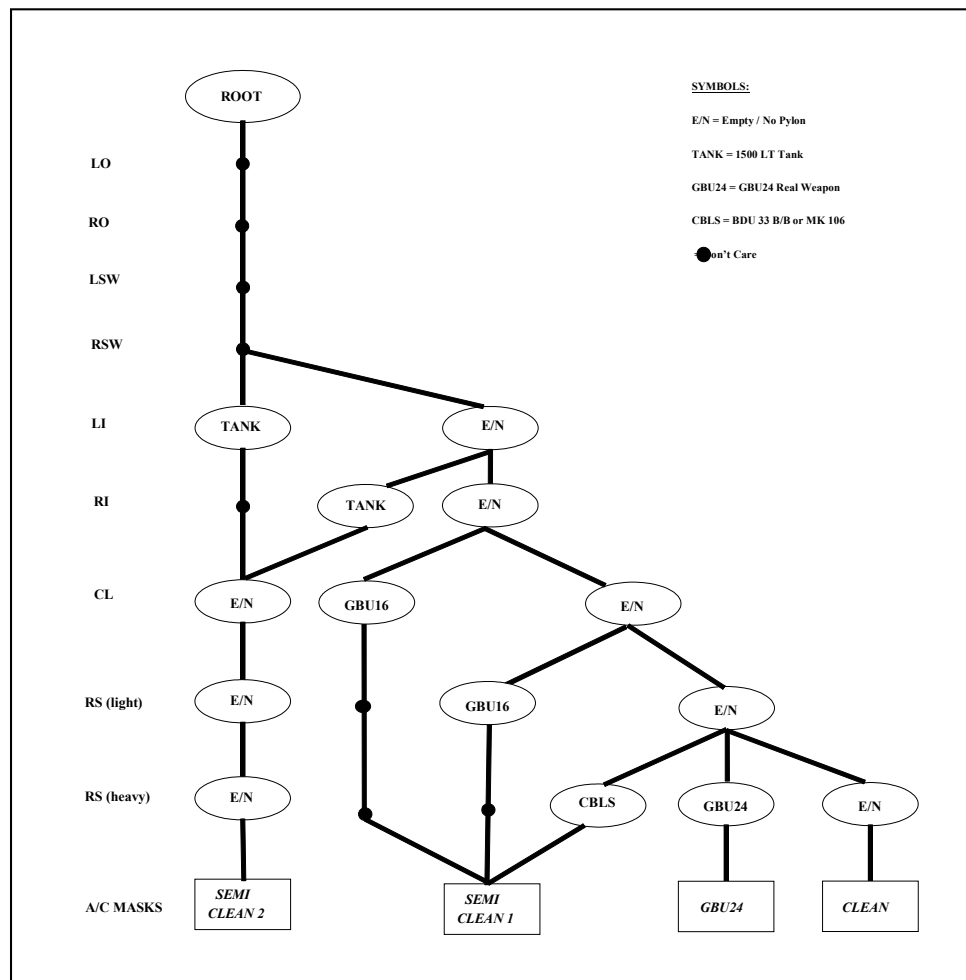 ROOT
SYMBOLS:
E/N = Empty / No Pylon
TANK = 1500 LT Tank
GBU24 = GBU24 Real Weapon
CBLS = BDU 33 B/B or MK 106
on't Care
LO
RO
LSW
RSW
LI
TANK
E/N
RI
TANK
E/N
CL
E/N
GBU16
E/N
RS (light)
E/N
GBU16
E/N
RS (heavy)
E/N
CBLS
GBU24
E/N
A/C MASKS
SEMI
CLEAN 2
SEMI
CLEAN 1
GBU24
CLEAN